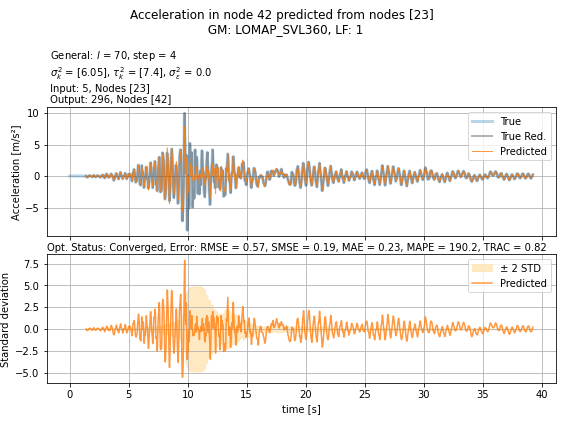 Acceleration in node 42 predicted from nodes [23]
GM: LOMAP_SVL360, LF: 1
General: l = 70, step = 4
σ²ₖ = [6.05], τ²ₖ = [7.4], σ²ε = 0.0
Input: 5, Nodes [23]
Output: 296, Nodes [42]
Acceleration [m/s²]
10
5
0
−5
True
True Red.
Predicted
Opt. Status: Converged, Error: RMSE = 0.57, SMSE = 0.19, MAE = 0.23, MAPE = 190.2, TRAC = 0.82
Standard deviation
7.5
5.0
2.5
0.0
−2.5
−5.0
± 2 STD
Predicted
0 5 10 15 20 25 30 35 40
time [s]